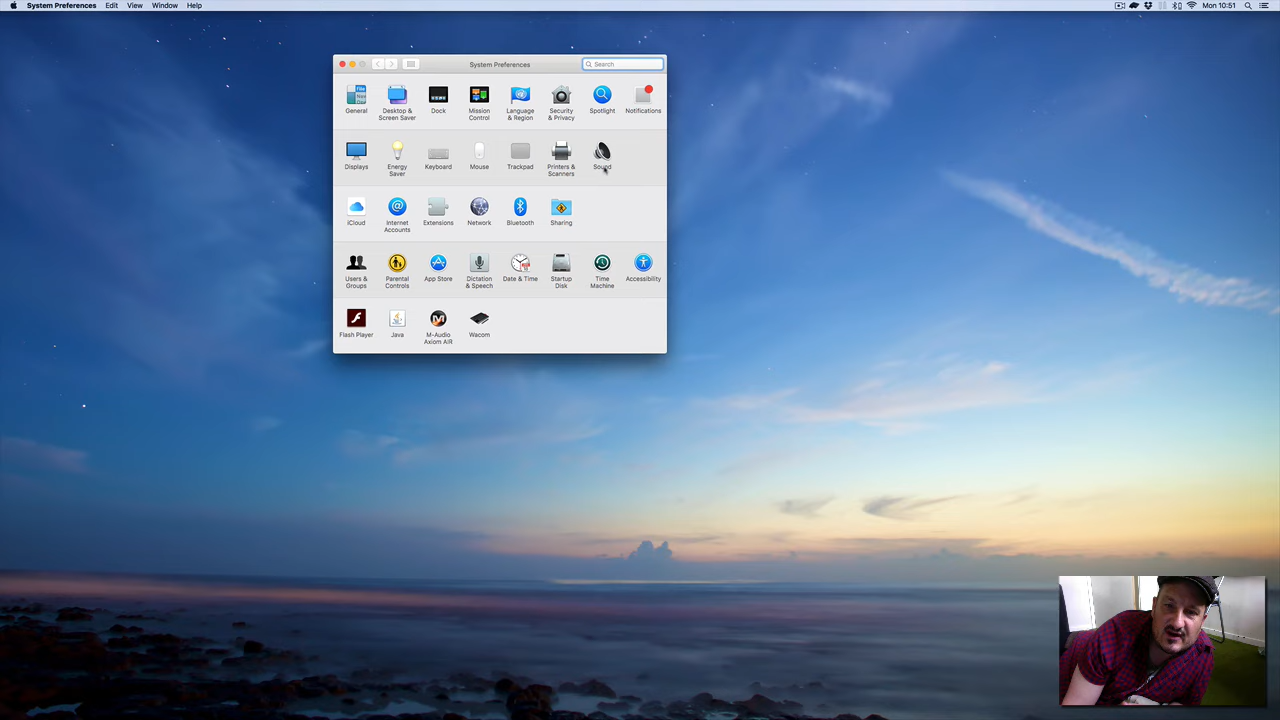 System Preferences Edit View Window Help
Mon 10:51
System Preferences
Search
General
Desktop & Screen Saver
Dock
Mission Control
Language & Region
Security & Privacy
Spotlight
Notifications
Displays
Energy Saver
Keyboard
Mouse
Trackpad
Printers & Scanners
Sound
iCloud
Internet Accounts
Extensions
Network
Bluetooth
Sharing
Users & Groups
Parental Controls
App Store
Dictation & Speech
Date & Time
Startup Disk
Time Machine
Accessibility
Flash Player
Java
M-Audio Axiom AIR
Wacom